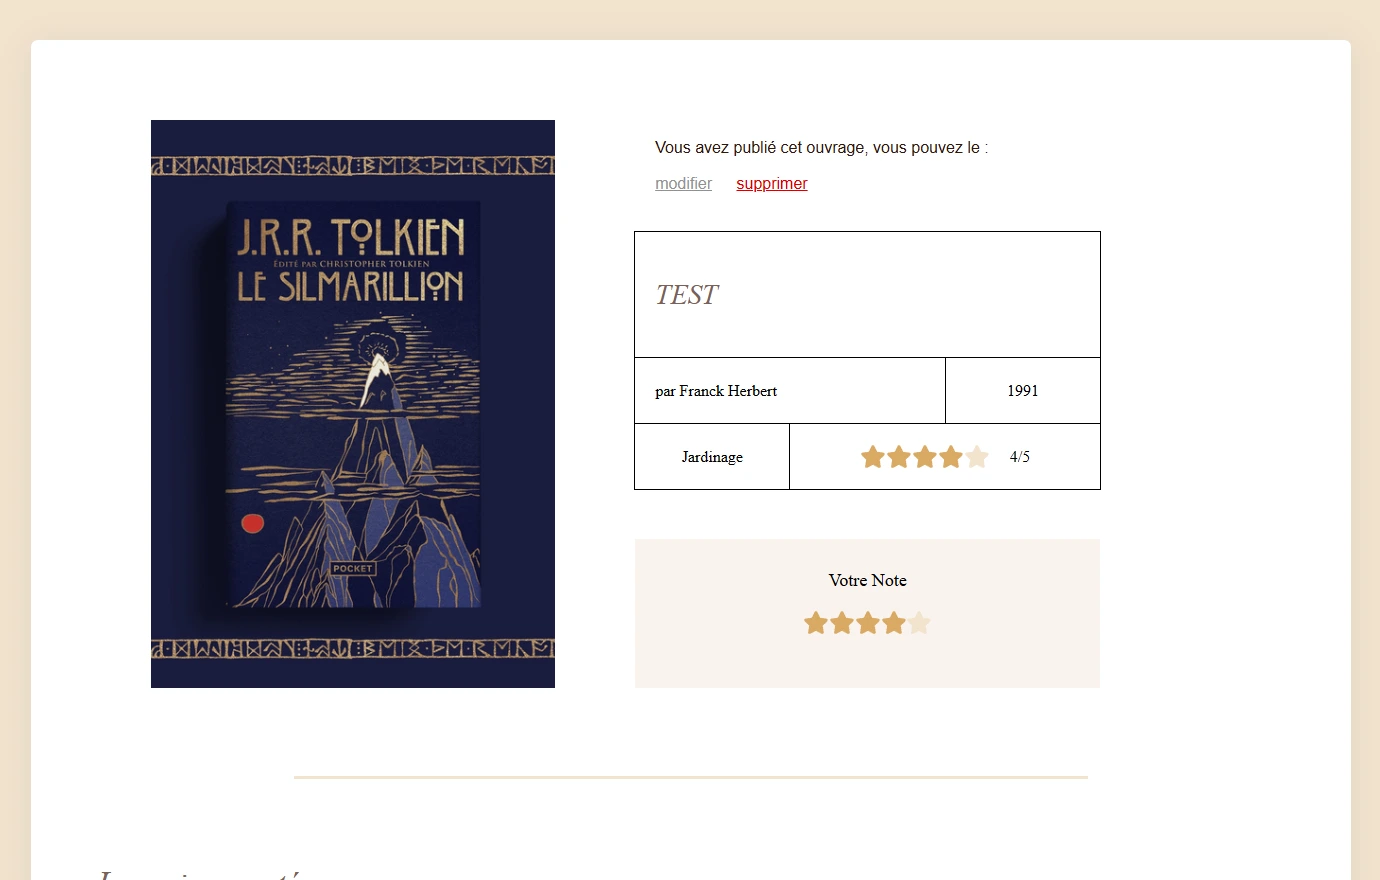 Vous avez publié cet ouvrage, vous pouvez le :
modifier supprimer
J.R.R. TOLKIEN
ÉDITÉ PAR CHRISTOPHER TOLKIEN
LE SILMARILLION
POCKET
TEST
par Franck Herbert 1991
Jardinage 4/5
Votre Note